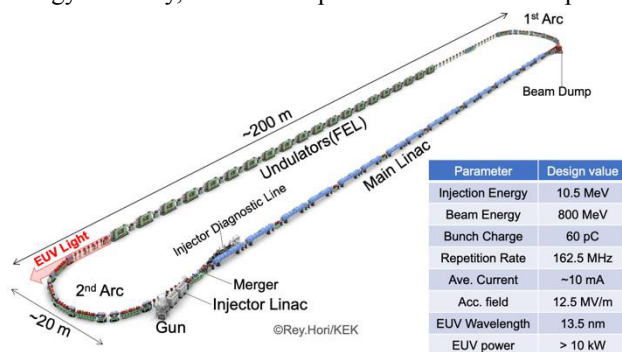 1st Arc
Beam Dump
~200 m
Undulators(FEL)
Main Linac
Injector Diagnostic Line
EUV Light
Merger
2nd Arc
Injector Linac
~20 m
Gun
©Rey.Hori/KEK
Parameter Design value
Injection Energy 10.5 MeV
Beam Energy 800 MeV
Bunch Charge 60 pC
Repetition Rate 162.5 MHz
Ave. Current ~10 mA
Acc. field 12.5 MV/m
EUV Wavelength 13.5 nm
EUV power > 10 kW